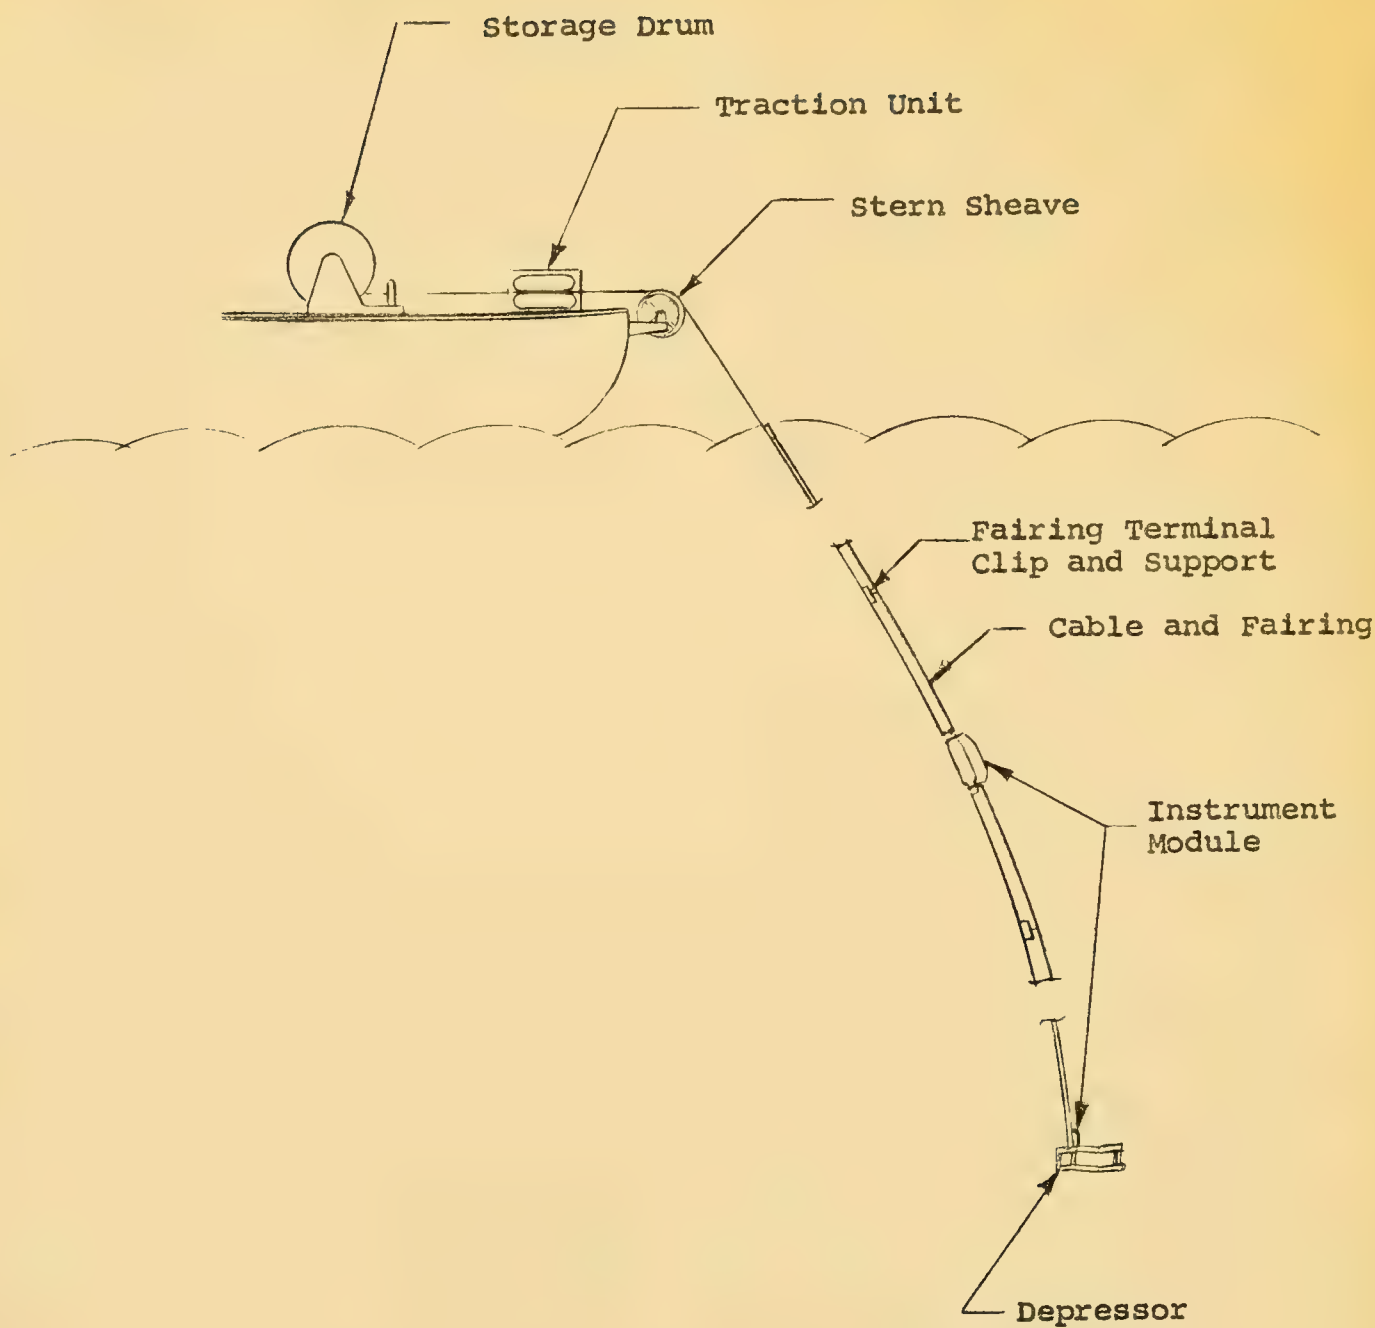 Storage Drum
Traction Unit
Stern Sheave
Fairing Terminal
Clip and Support
Cable and Fairing
Instrument
Module
Depressor